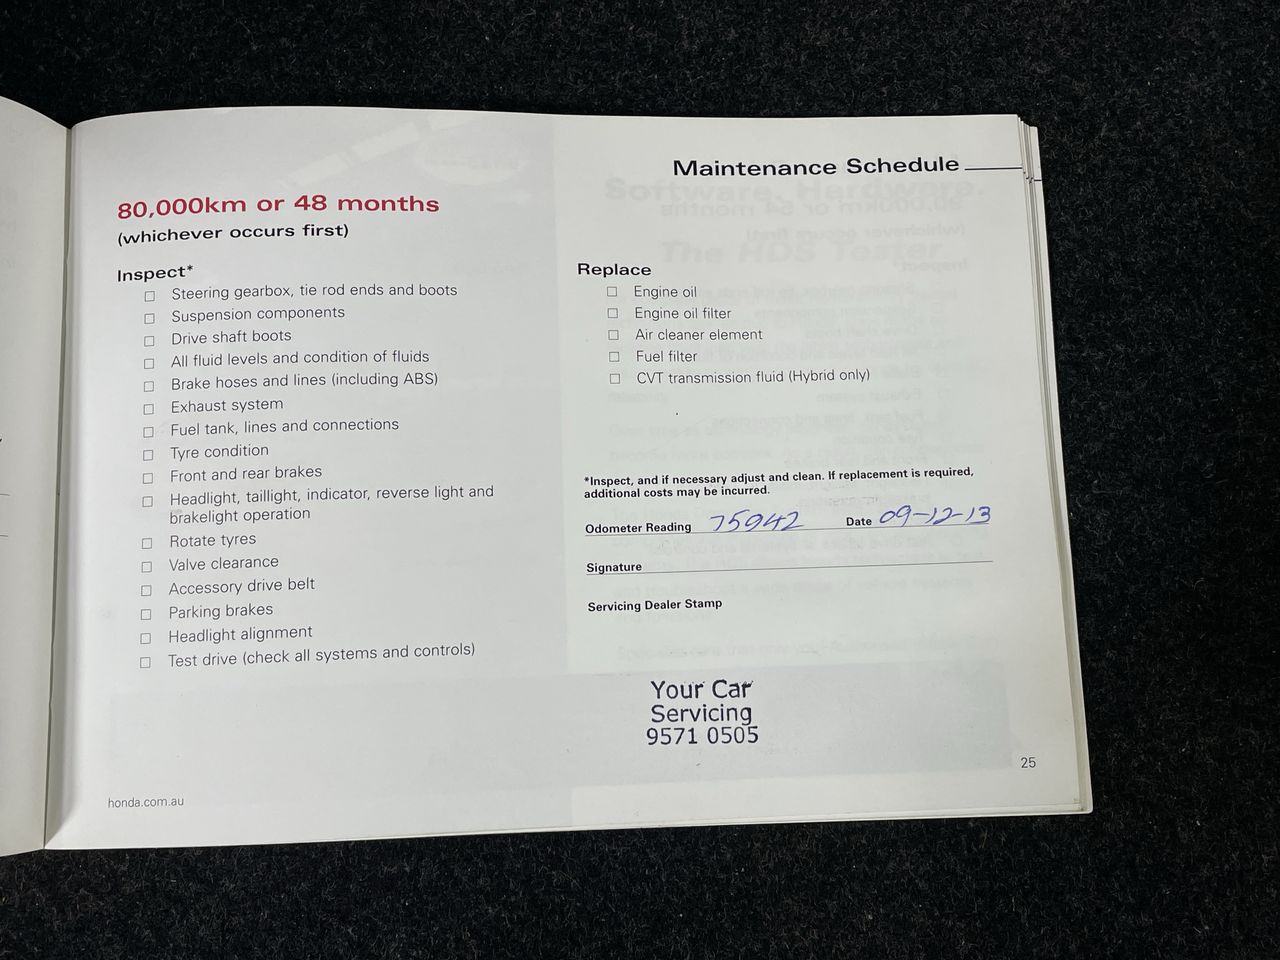 Maintenance Schedule
80,000km or 48 months
(whichever occurs first)
Inspect*
Steering gearbox, tie rod ends and boots
Suspension components
Drive shaft boots
All fluid levels and condition of fluids
Brake hoses and lines (including ABS)
Exhaust system
Fuel tank, lines and connections
Tyre condition
Front and rear brakes
Headlight, taillight, indicator, reverse light and
brakelight operation
Rotate tyres
Valve clearance
Accessory drive belt
Parking brakes
Headlight alignment
Test drive (check all systems and controls)
Replace
Engine oil
Engine oil filter
Air cleaner element
Fuel filter
CVT transmission fluid (Hybrid only)
*Inspect, and if necessary adjust and clean. If replacement is required,
additional costs may be incurred.
Odometer Reading 75942 Date 09-12-13
Signature
Servicing Dealer Stamp
Your Car
Servicing
9571 0505
25
honda.com.au